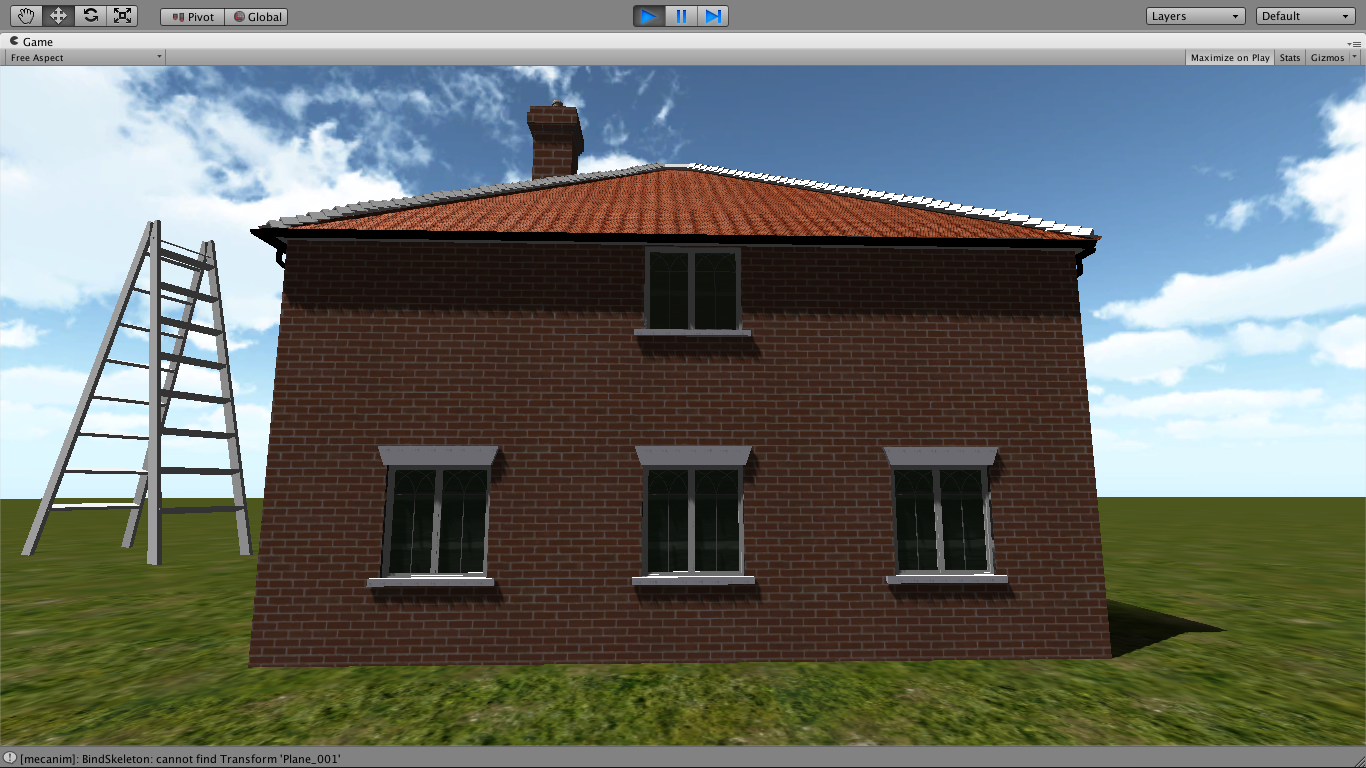 Pivot Global Layers Default
Game
Free Aspect Maximize on Play Stats Gizmos
[mecanim]: BindSkeleton: cannot find Transform 'Plane_001'